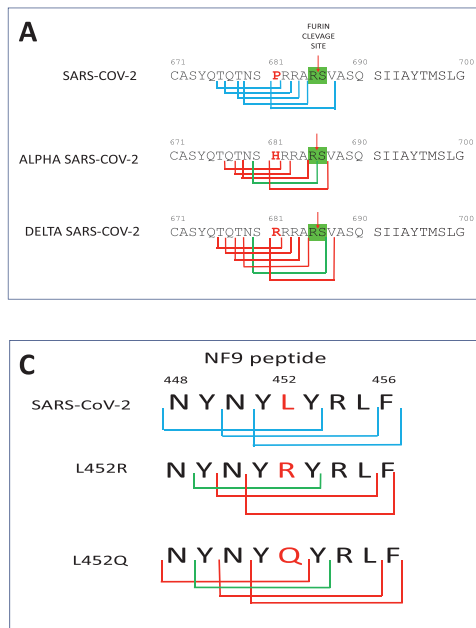 A
FURIN
CLEVAGE
SITE
671 681 690 700
SARS-COV-2 CASYQTQTNS PRRARSVASQ SIIAYTMSLG
671 681 690 700
ALPHA SARS-COV-2 CASYQTQTNS HRRARSVASQ SIIAYTMSLG
671 681 690 700
DELTA SARS-COV-2 CASYQTQTNS RRRARSVASQ SIIAYTMSLG
C
NF9 peptide
448 452 456
SARS-CoV-2 NYNYLYRLF
L452R NYNYRYRLF
L452Q NYNYQYRLF